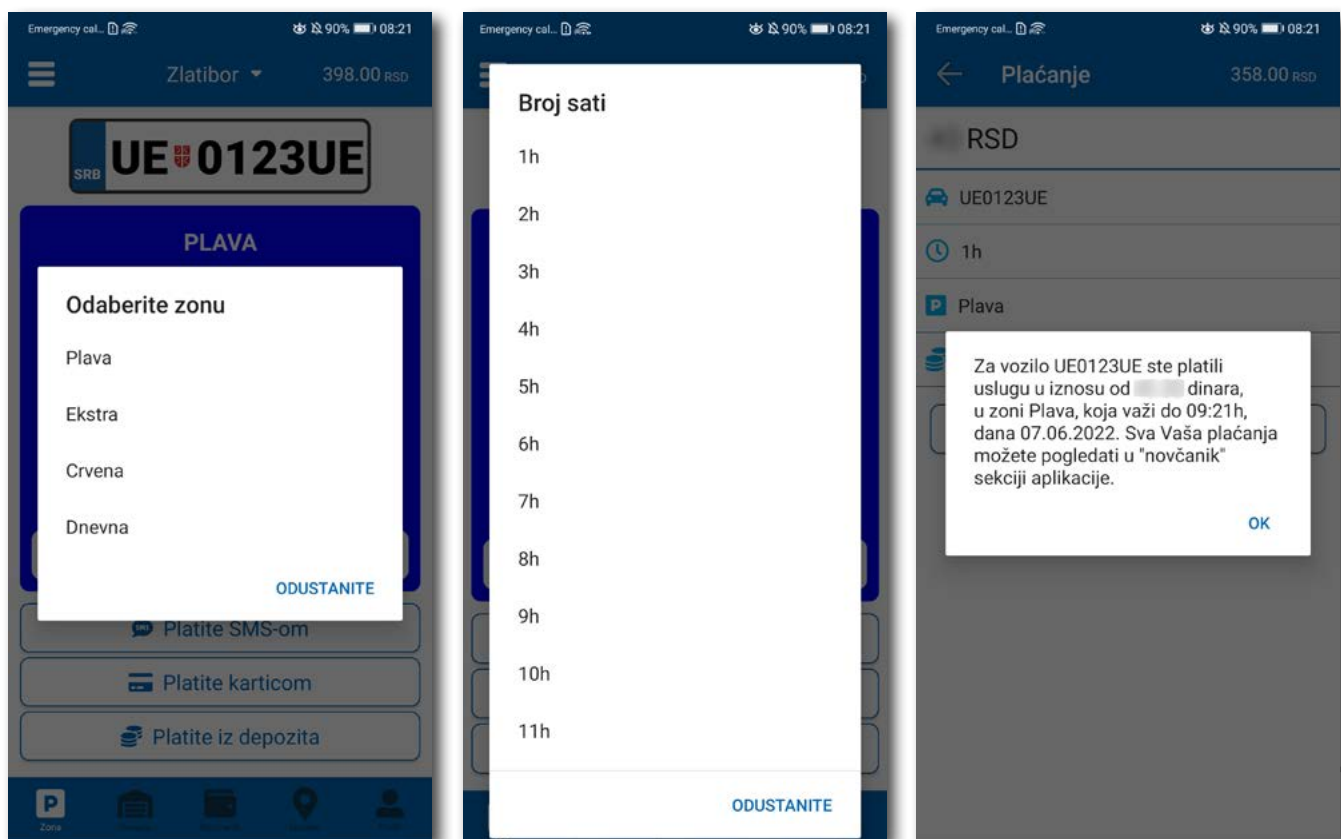 Emergency cal... 90% 08:21
Zlatibor 398.00 RSD
SRB UE 0123UE
PLAVA
Odaberite zonu
Plava
Ekstra
Crvena
Dnevna
ODUSTANITE
Platite SMS-om
Platite karticom
Platite iz depozita
P
Zona
Emergency cal... 90% 08:21
Broj sati
1h
2h
3h
4h
5h
6h
7h
8h
9h
10h
11h
ODUSTANITE
Emergency cal... 90% 08:21
Plaćanje 358.00 RSD
RSD
UE0123UE
1h
P Plava
Za vozilo UE0123UE ste platili
uslugu u iznosu od dinara,
u zoni Plava, koja važi do 09:21h,
dana 07.06.2022. Sva Vaša plaćanja
možete pogledati u "novčanik"
sekciji aplikacije.
OK